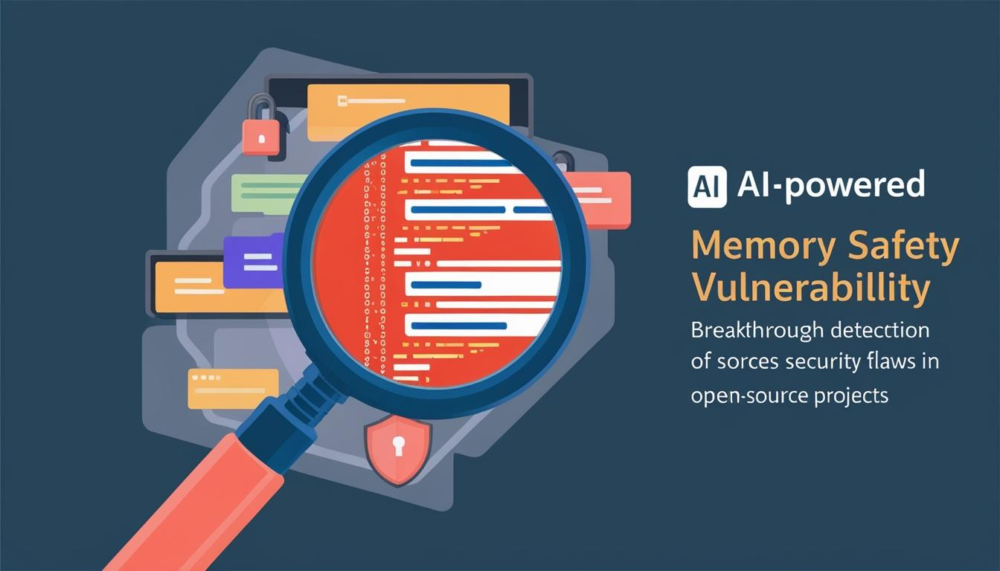 AI AI-powered
Memory Safety
Vulnerabillity
Breakthrough detecttion
of sorces security flaws in
open-source projects